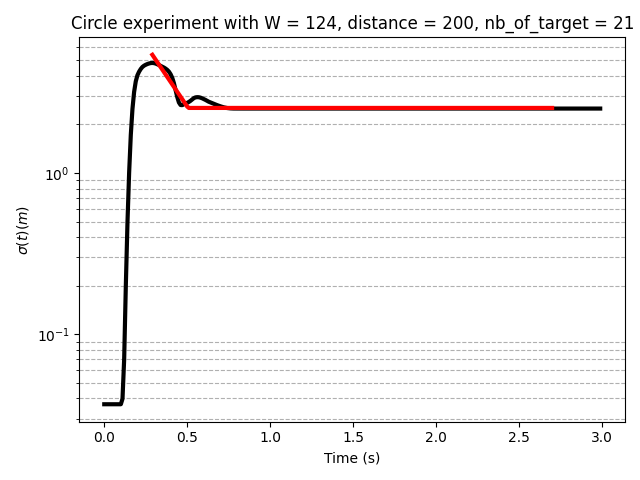 Circle experiment with W = 124, distance = 200, nb_of_target = 21
10⁰
10⁻¹
σ(t)(m)
0.0 0.5 1.0 1.5 2.0 2.5 3.0
Time (s)